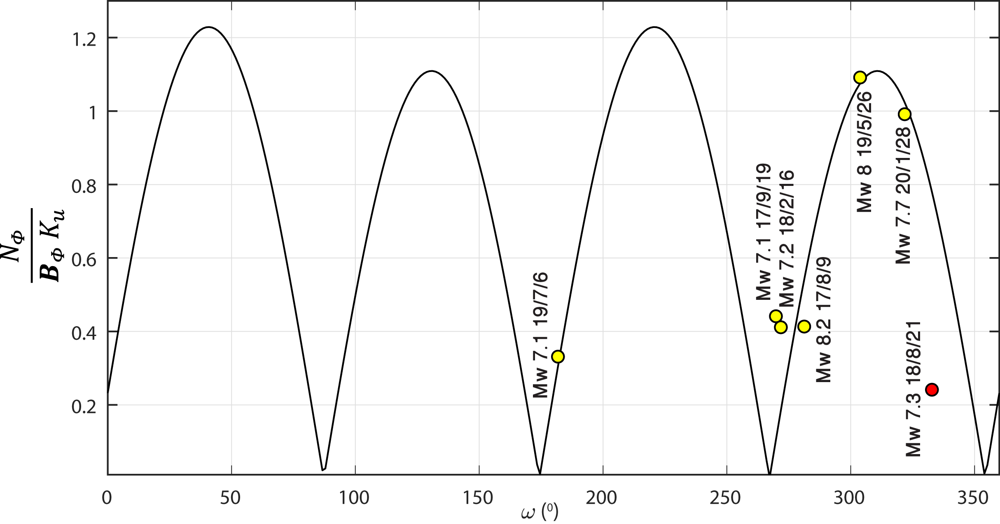 N_Φ
B_Φ K_u
1.2
1
0.8
0.6
0.4
0.2
0 50 100 150 200 250 300 350
ω (⁰)
Mw 7.1 19/7/6
Mw 7.1 17/9/19
Mw 7.2 18/2/16
Mw 8.2 17/8/9
Mw 8 19/5/26
Mw 7.7 20/1/28
Mw 7.3 18/8/21